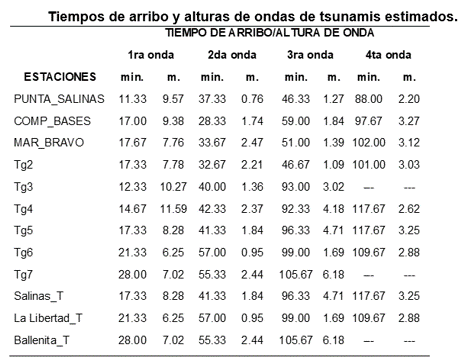 Tiempos de arribo y alturas de ondas de tsunamis estimados.
TIEMPO DE ARRIBO/ALTURA DE ONDA
1ra onda 2da onda 3ra onda 4ta onda
ESTACIONES min. m. min. m. min. m. min. m.
PUNTA_SALINAS 11.33 9.57 37.33 0.76 46.33 1.27 88.00 2.20
COMP_BASES 17.00 9.38 28.33 1.74 59.00 1.84 97.67 3.27
MAR_BRAVO 17.67 7.76 33.67 2.47 51.00 1.39 102.00 3.12
Tg2 17.33 7.78 32.67 2.21 46.67 1.09 101.00 3.03
Tg3 12.33 10.27 40.00 1.36 93.00 3.02 --- ---
Tg4 14.67 11.59 42.33 2.37 92.33 4.18 117.67 2.62
Tg5 17.33 8.28 41.33 1.84 96.33 4.71 117.67 3.25
Tg6 21.33 6.25 57.00 0.95 99.00 1.69 109.67 2.88
Tg7 28.00 7.02 55.33 2.44 105.67 6.18 --- ---
Salinas_T 17.33 8.28 41.33 1.84 96.33 4.71 117.67 3.25
La Libertad_T 21.33 6.25 57.00 0.95 99.00 1.69 109.67 2.88
Ballenita_T 28.00 7.02 55.33 2.44 105.67 6.18 --- ---